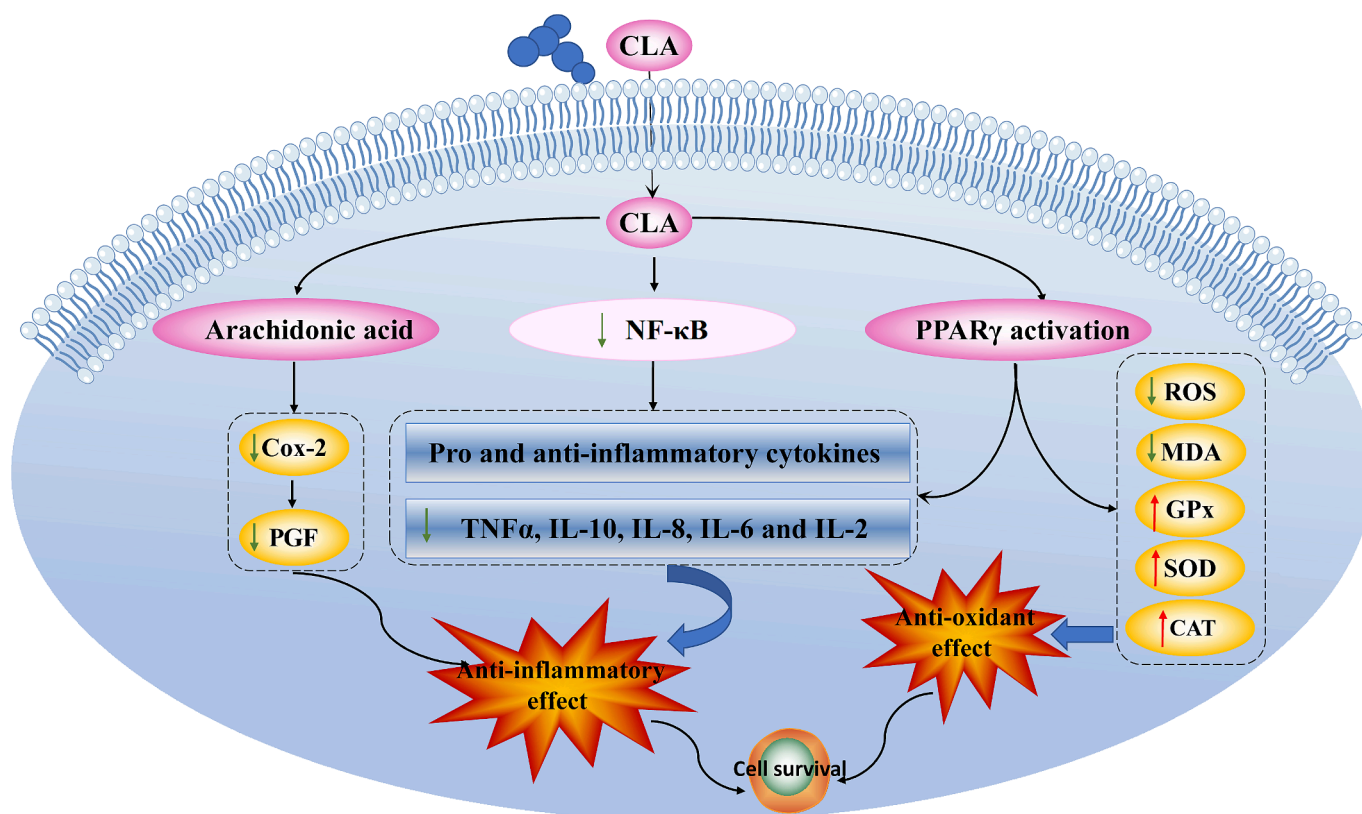 CLA
CLA
Arachidonic acid
NF-κB
PPARγ activation
Cox-2
PGF
Pro and anti-inflammatory cytokines
TNFα, IL-10, IL-8, IL-6 and IL-2
ROS
MDA
GPx
SOD
CAT
Anti-inflammatory
effect
Anti-oxidant
effect
Cell survival